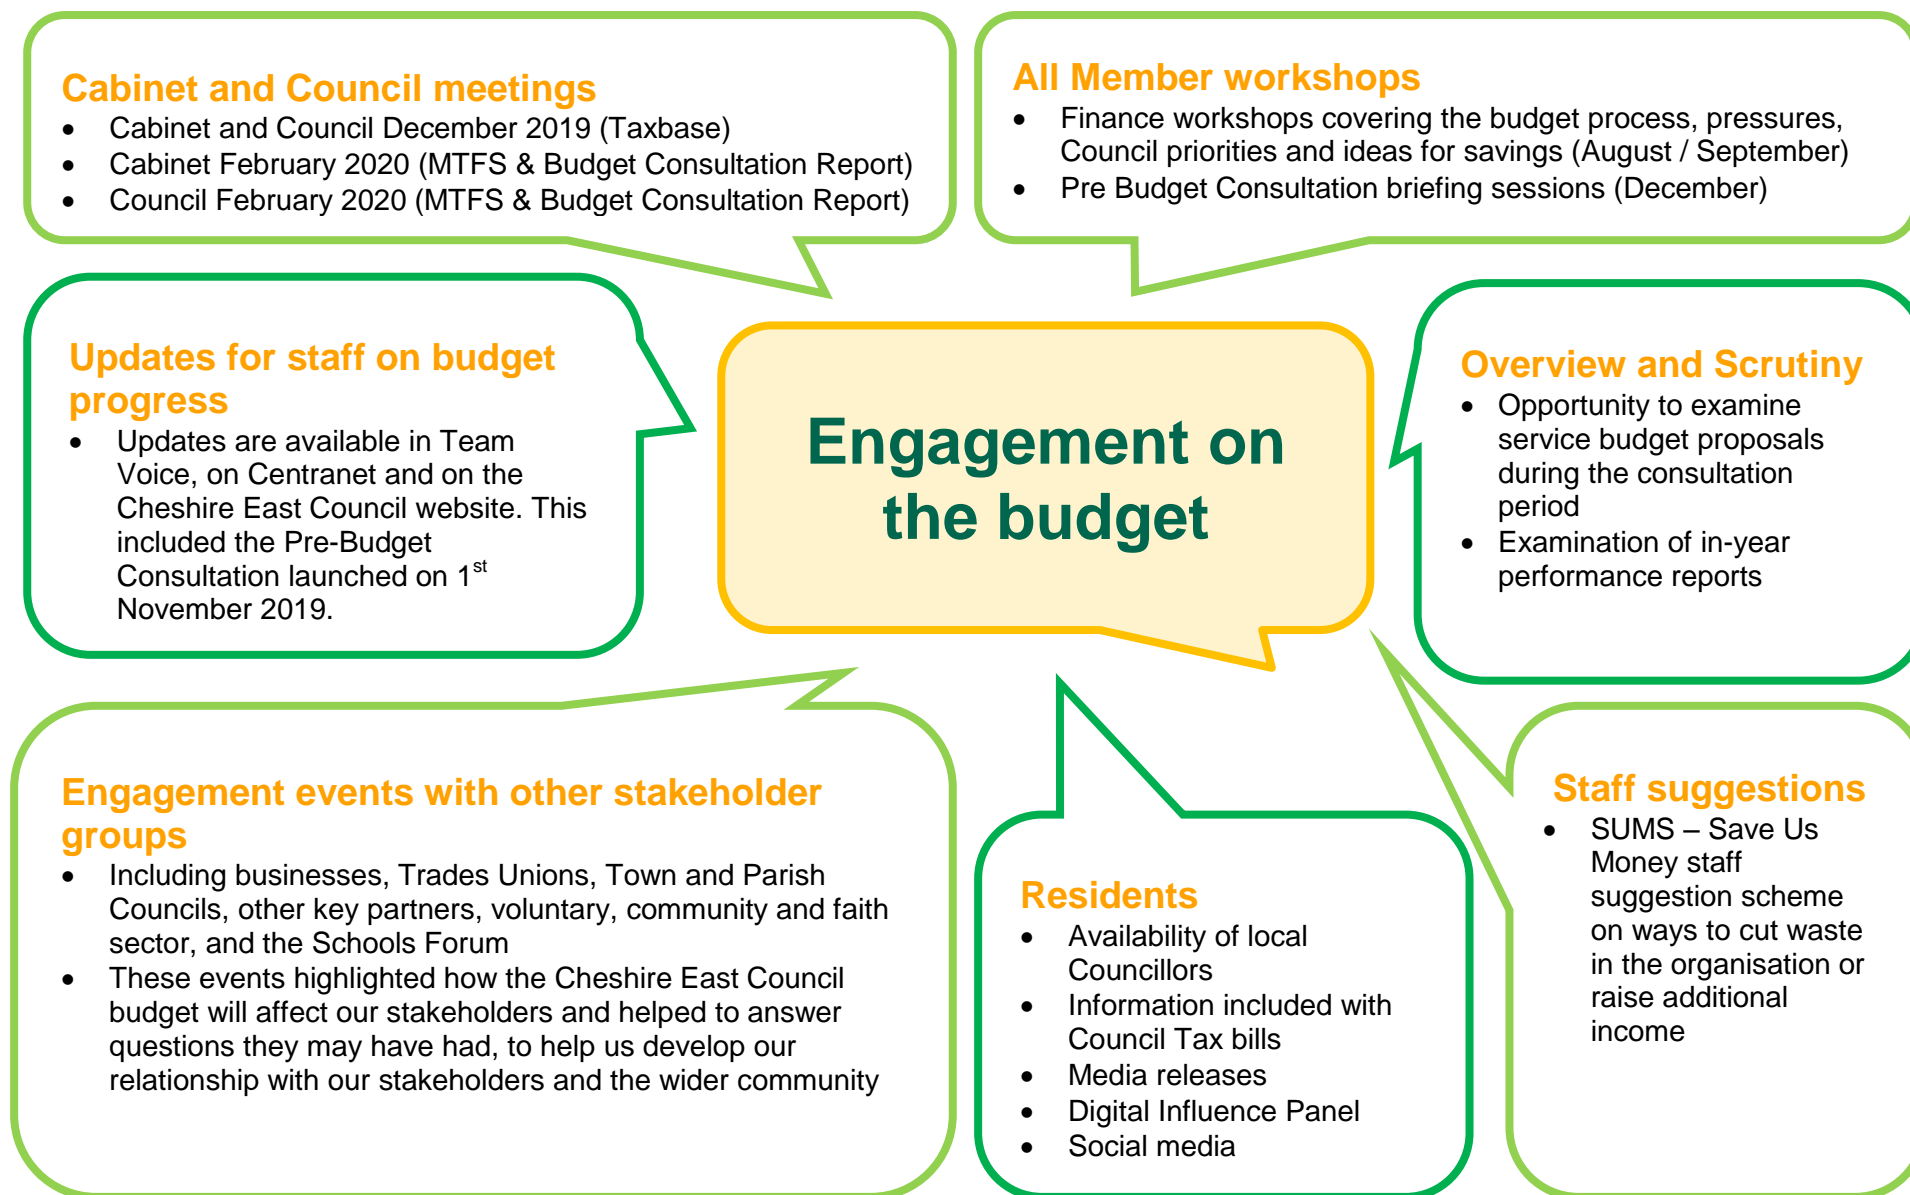 Cabinet and Council meetings
• Cabinet and Council December 2019 (Taxbase)
• Cabinet February 2020 (MTFS & Budget Consultation Report)
• Council February 2020 (MTFS & Budget Consultation Report)
All Member workshops
• Finance workshops covering the budget process, pressures,
Council priorities and ideas for savings (August / September)
• Pre Budget Consultation briefing sessions (December)
Updates for staff on budget
progress
• Updates are available in Team
Voice, on Centranet and on the
Cheshire East Council website. This
included the Pre-Budget
Consultation launched on 1st
November 2019.
Engagement on
the budget
Overview and Scrutiny
• Opportunity to examine
service budget proposals
during the consultation
period
• Examination of in-year
performance reports
Engagement events with other stakeholder
groups
• Including businesses, Trades Unions, Town and Parish
Councils, other key partners, voluntary, community and faith
sector, and the Schools Forum
• These events highlighted how the Cheshire East Council
budget will affect our stakeholders and helped to answer
questions they may have had, to help us develop our
relationship with our stakeholders and the wider community
Residents
• Availability of local
Councillors
• Information included with
Council Tax bills
• Media releases
• Digital Influence Panel
• Social media
Staff suggestions
• SUMS – Save Us
Money staff
suggestion scheme
on ways to cut waste
in the organisation or
raise additional
income